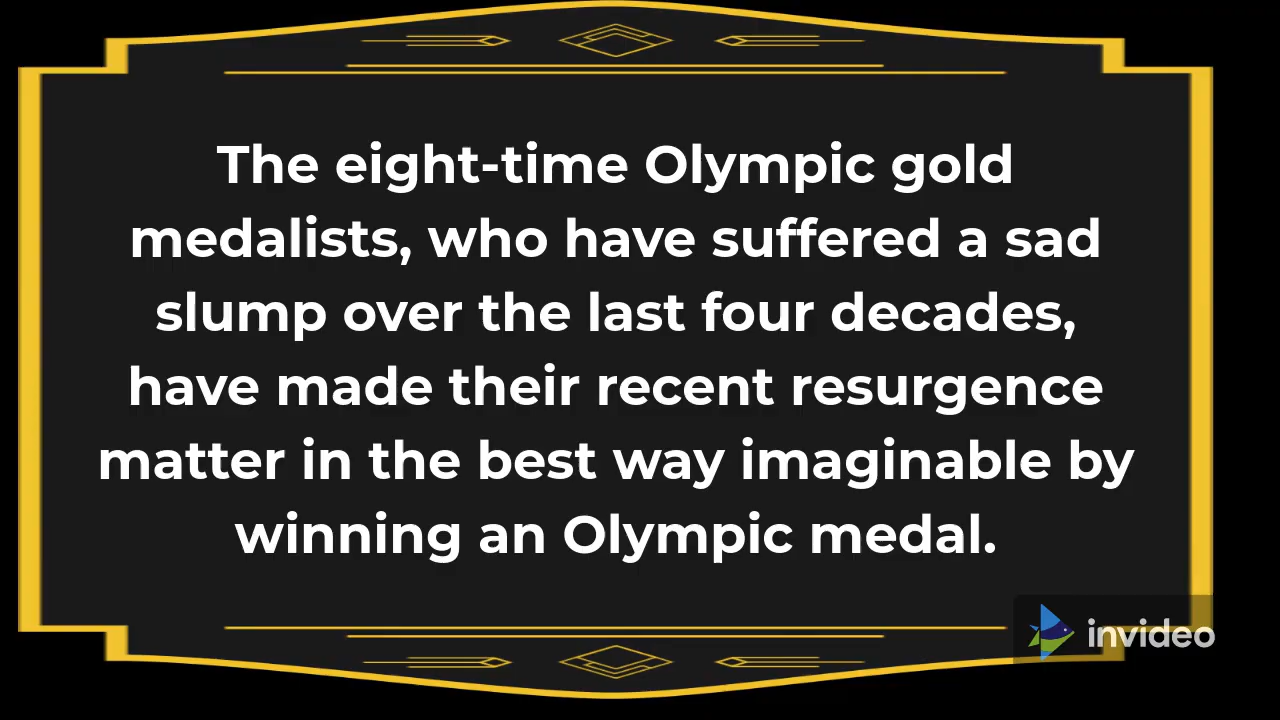 The eight-time Olympic gold
medalists, who have suffered a sad
slump over the last four decades,
have made their recent resurgence
matter in the best way imaginable by
winning an Olympic medal.
invideo